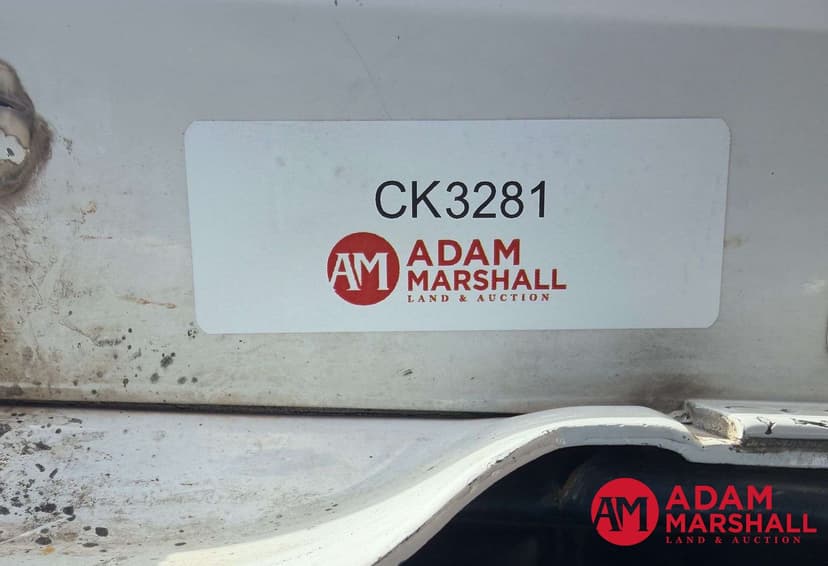 CK3281
AM ADAM
MARSHALL
LAND & AUCTION
AM ADAM
MARSHALL
LAND & AUCTION